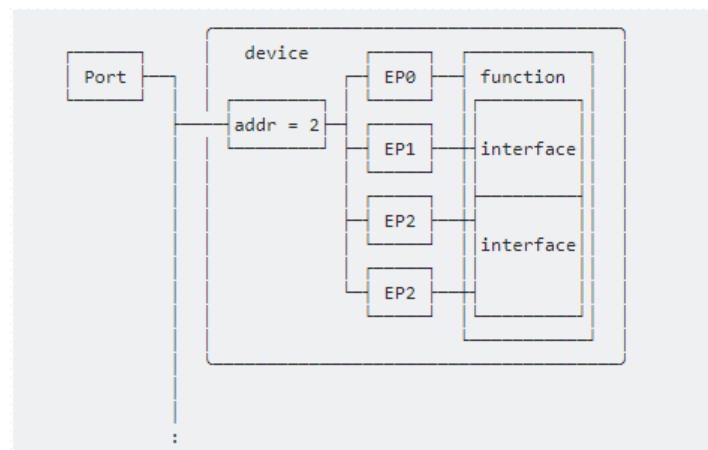 device
Port
EP0
function
addr = 2
EP1
interface
EP2
interface
EP2
: